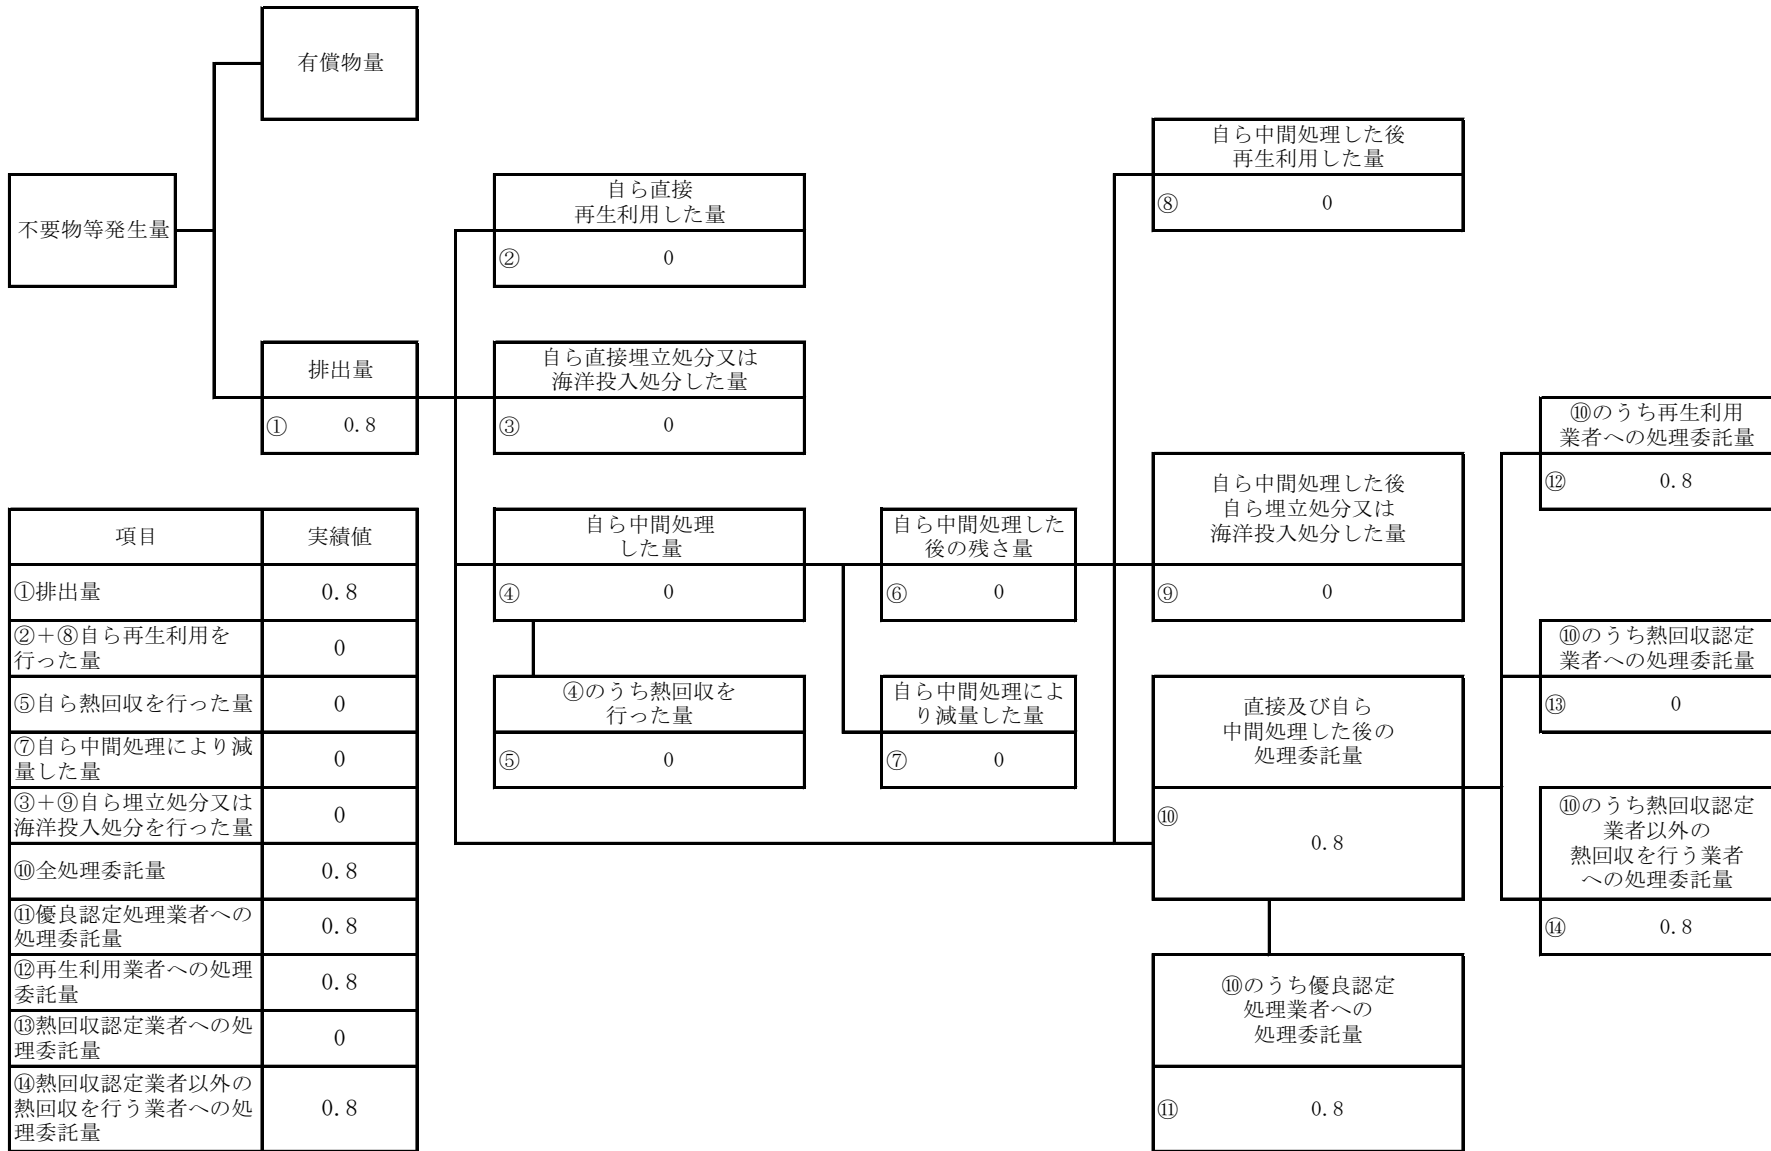 有償物量
不要物等発生量
排出量
① 0.8
自ら直接
再生利用した量
② 0
自ら直接埋立処分又は
海洋投入処分した量
③ 0
自ら中間処理
した量
④ 0
④のうち熱回収を
行った量
⑤ 0
自ら中間処理した
後の残さ量
⑥ 0
自ら中間処理によ
り減量した量
⑦ 0
自ら中間処理した後
再生利用した量
⑧ 0
自ら中間処理した後
自ら埋立処分又は
海洋投入処分した量
⑨ 0
直接及び自ら
中間処理した後の
処理委託量
⑩
0.8
⑩のうち優良認定
処理業者への
処理委託量
⑪ 0.8
⑩のうち再生利用
業者への処理委託量
⑫ 0.8
⑩のうち熱回収認定
業者への処理委託量
⑬ 0
⑩のうち熱回収認定
業者以外の
熱回収を行う業者
への処理委託量
⑭ 0.8
項目 実績値
①排出量 0.8
②+⑧自ら再生利用を
行った量 0
⑤自ら熱回収を行った量 0
⑦自ら中間処理により減
量した量 0
③+⑨自ら埋立処分又は
海洋投入処分を行った量 0
⑩全処理委託量 0.8
⑪優良認定処理業者への
処理委託量 0.8
⑫再生利用業者への処理
委託量 0.8
⑬熱回収認定業者への処
理委託量 0
⑭熱回収認定業者以外の
熱回収を行う業者への処
理委託量 0.8